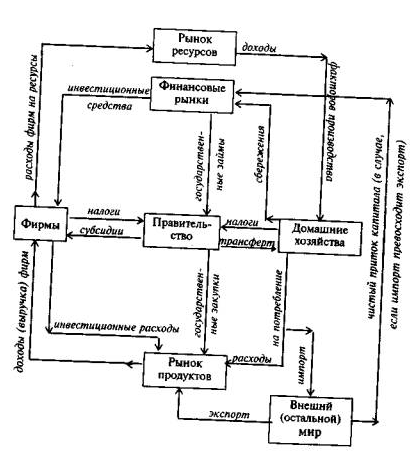 Рынок
ресурсов
доходы
расходы фирм на ресурсы
инвестиционные
средства
Финансовые
рынки
факторов производства
сбережения
государствен-
ные займы
чистый приток капитала (в случае,
если импорт превосходит экспорт)
Фирмы
налоги
субсидии
Правитель-
ство
налоги
трансферт
Домашние
хозяйства
доходы (выручка) фирм
инвестиционные расходы
государствен-
ные закупки
на потребление
расходы
импорт
Рынок
продуктов
экспорт
Внешний
(остальной)
мир